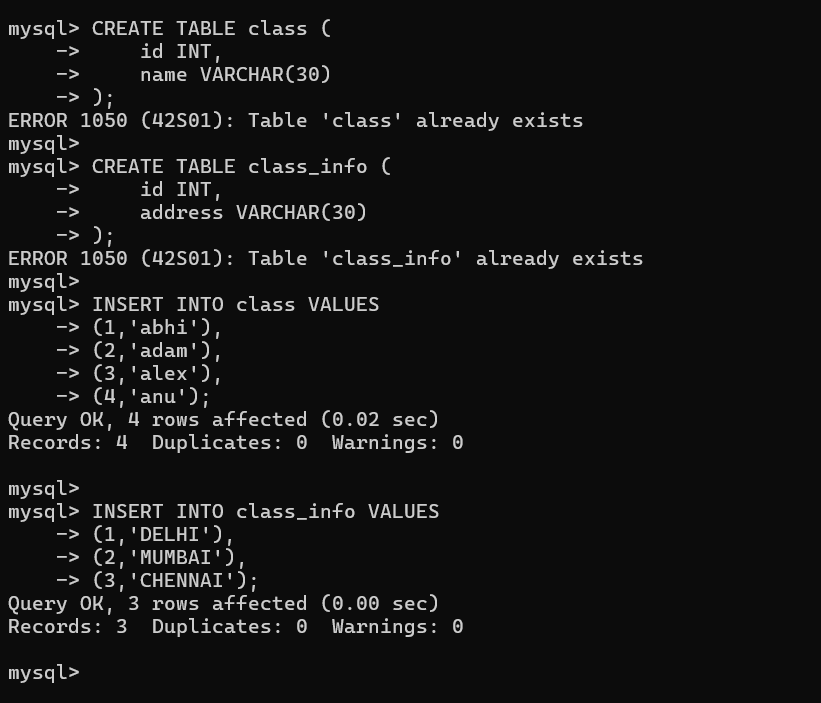 mysql> CREATE TABLE class (
    ->     id INT,
    ->     name VARCHAR(30)
    -> );
ERROR 1050 (42S01): Table 'class' already exists
mysql>
mysql> CREATE TABLE class_info (
    ->     id INT,
    ->     address VARCHAR(30)
    -> );
ERROR 1050 (42S01): Table 'class_info' already exists
mysql>
mysql> INSERT INTO class VALUES
    -> (1,'abhi'),
    -> (2,'adam'),
    -> (3,'alex'),
    -> (4,'anu');
Query OK, 4 rows affected (0.02 sec)
Records: 4  Duplicates: 0  Warnings: 0

mysql>
mysql> INSERT INTO class_info VALUES
    -> (1,'DELHI'),
    -> (2,'MUMBAI'),
    -> (3,'CHENNAI');
Query OK, 3 rows affected (0.00 sec)
Records: 3  Duplicates: 0  Warnings: 0

mysql>